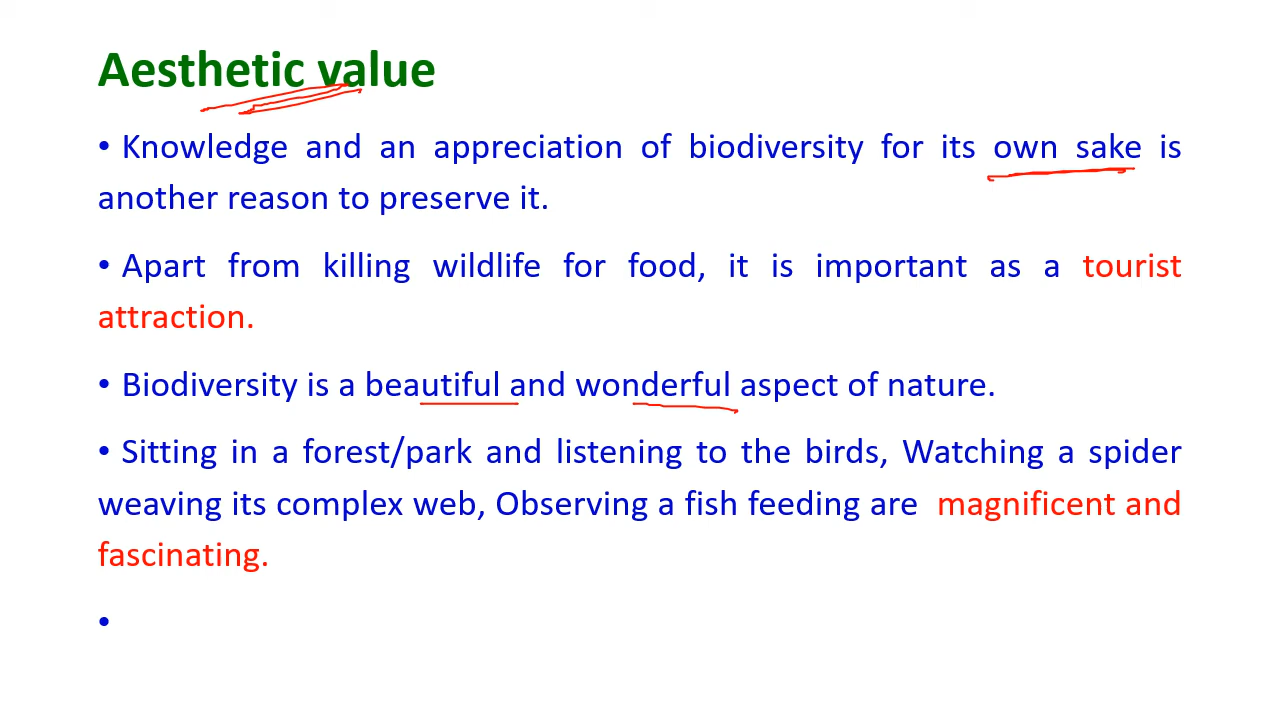 Aesthetic value
• Knowledge and an appreciation of biodiversity for its own sake is
another reason to preserve it.
• Apart from killing wildlife for food, it is important as a tourist
attraction.
• Biodiversity is a beautiful and wonderful aspect of nature.
• Sitting in a forest/park and listening to the birds, Watching a spider
weaving its complex web, Observing a fish feeding are magnificent and
fascinating.
•